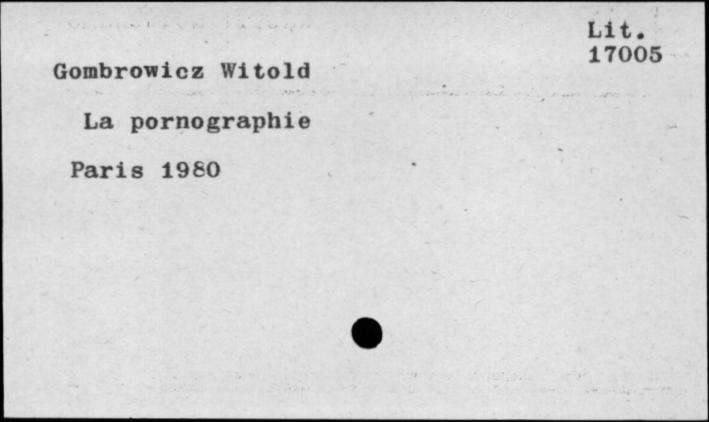 Lit.
17005
Gombrowicz Witold
La pornographie
Paris 1980